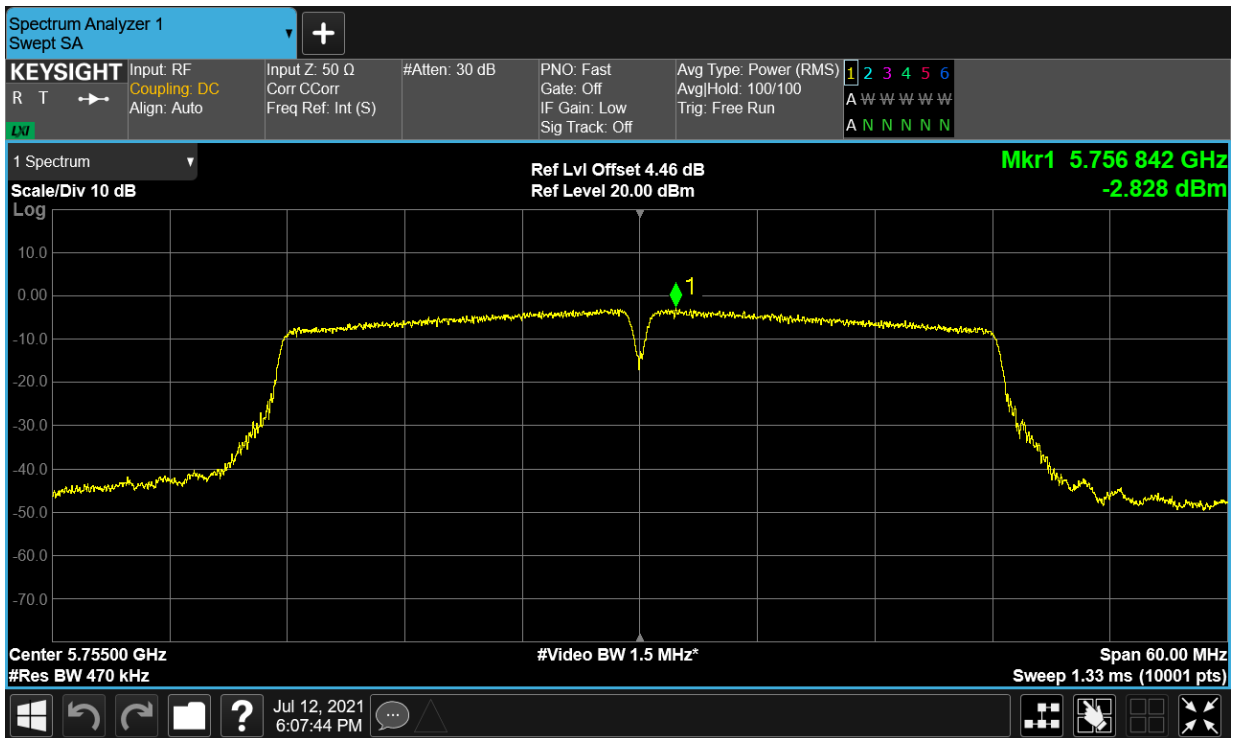 Spectrum Analyzer 1
Swept SA
+
KEYSIGHT
R T
LXI
Input: RF
Coupling: DC
Align: Auto
Input Z: 50 Ω
Corr CCorr
Freq Ref: Int (S)
#Atten: 30 dB
PNO: Fast
Gate: Off
IF Gain: Low
Sig Track: Off
Avg Type: Power (RMS)
Avg|Hold: 100/100
Trig: Free Run
1 2 3 4 5 6
A W W W W W
A N N N N N
1 Spectrum
Scale/Div 10 dB
Log
Ref Lvl Offset 4.46 dB
Ref Level 20.00 dBm
Mkr1 5.756 842 GHz
-2.828 dBm
10.0
0.00
-10.0
-20.0
-30.0
-40.0
-50.0
-60.0
-70.0
1
Center 5.75500 GHz
#Res BW 470 kHz
#Video BW 1.5 MHz*
Span 60.00 MHz
Sweep 1.33 ms (10001 pts)
?
Jul 12, 2021
6:07:44 PM